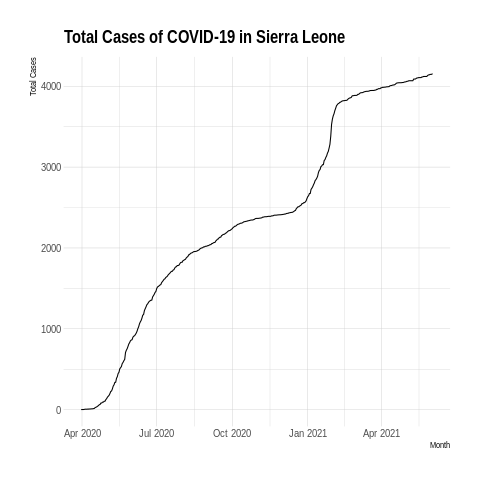 Total Cases of COVID-19 in Sierra Leone
Total Cases
4000
3000
2000
1000
0
Apr 2020 Jul 2020 Oct 2020 Jan 2021 Apr 2021
Month